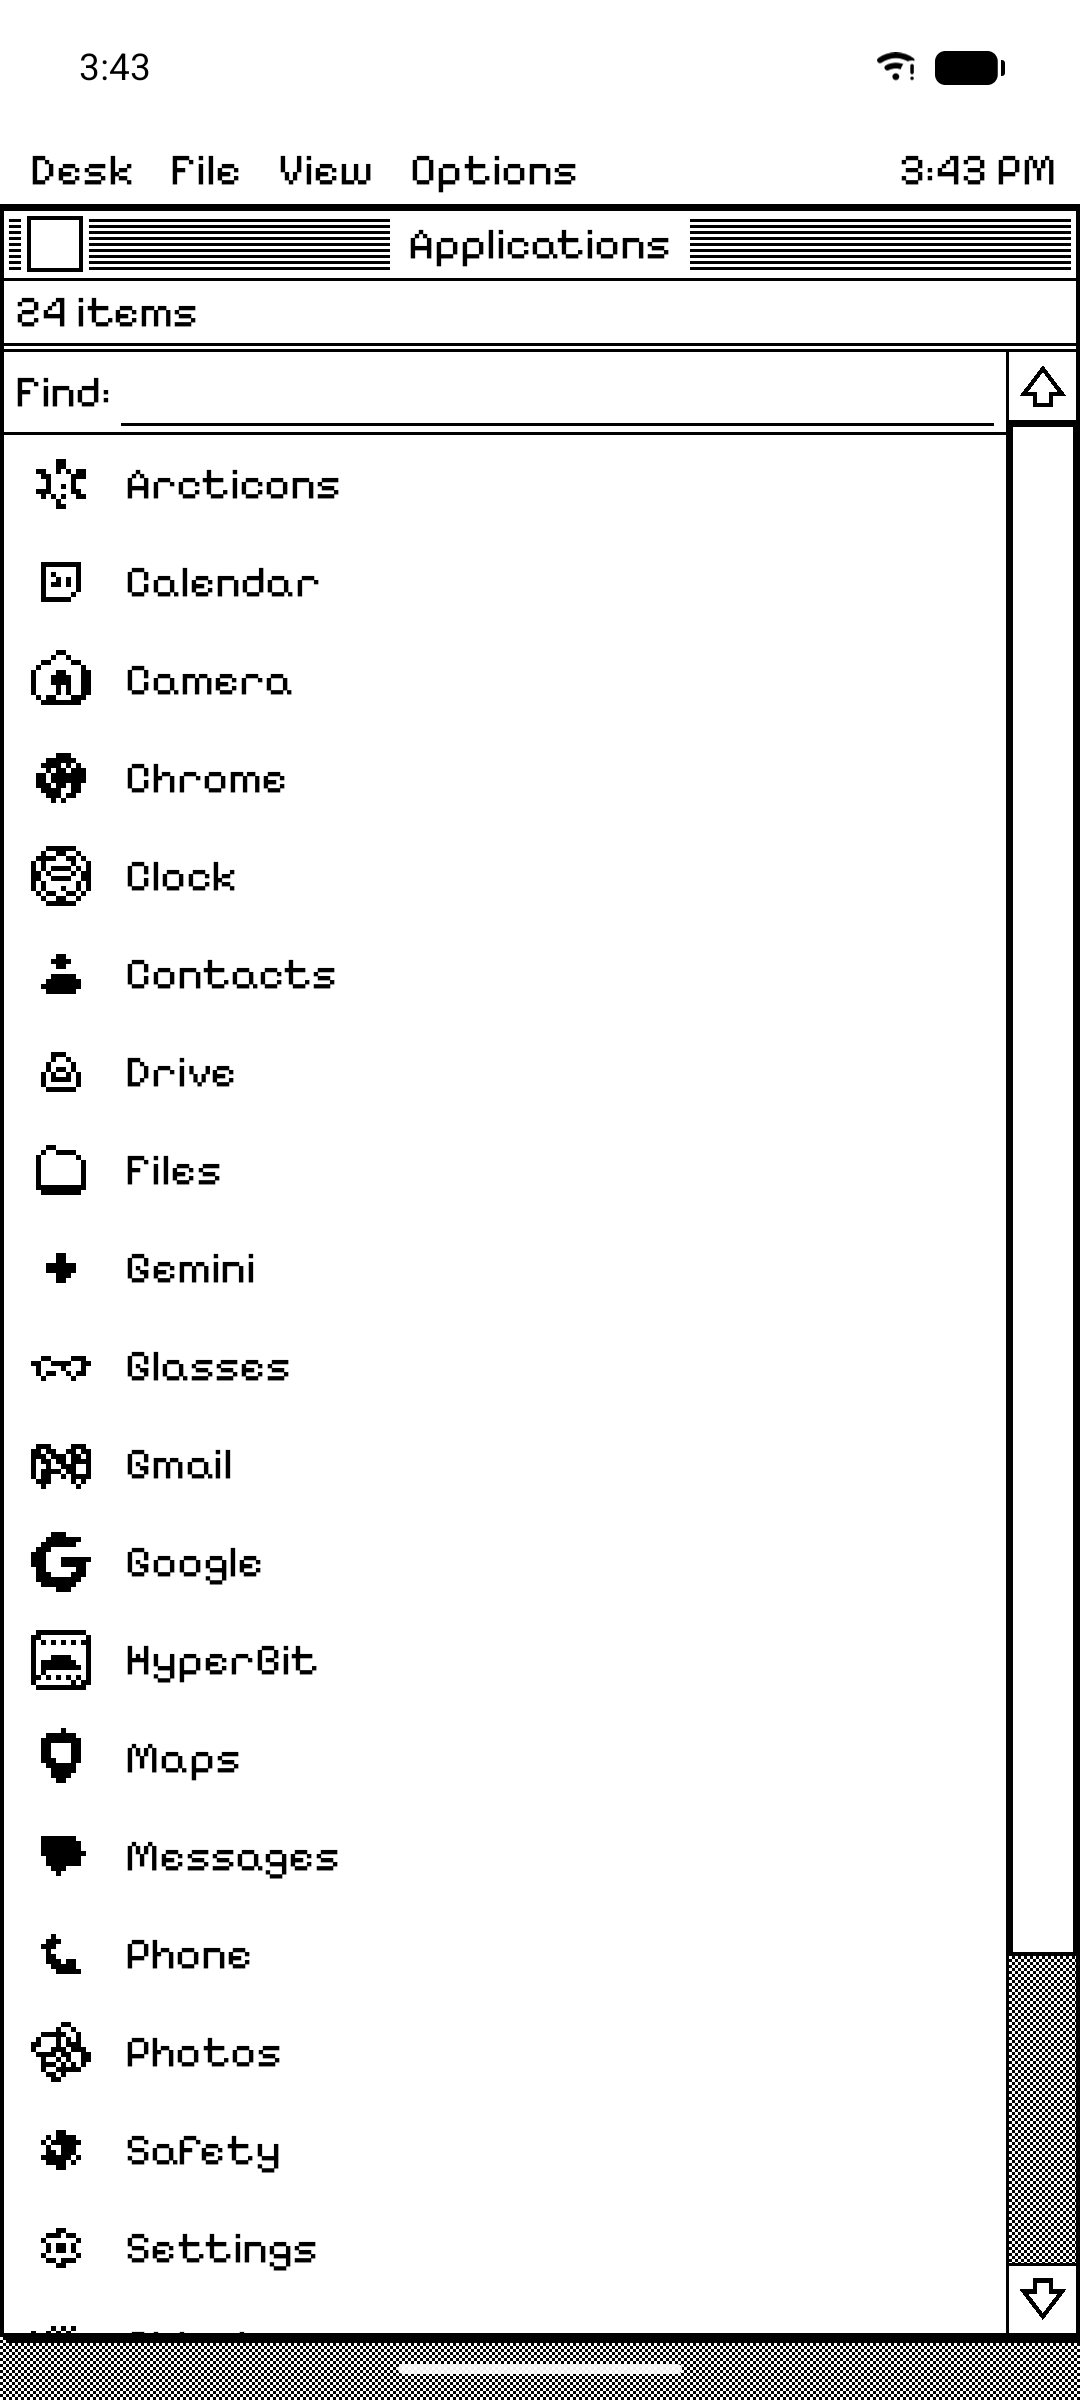 3:43
Desk File View Options 3:43 PM
Applications
24 items
Find:
Arcticons
Calendar
Camera
Chrome
Clock
Contacts
Drive
Files
Gemini
Glasses
Gmail
Google
HyperBit
Maps
Messages
Phone
Photos
Safety
Settings